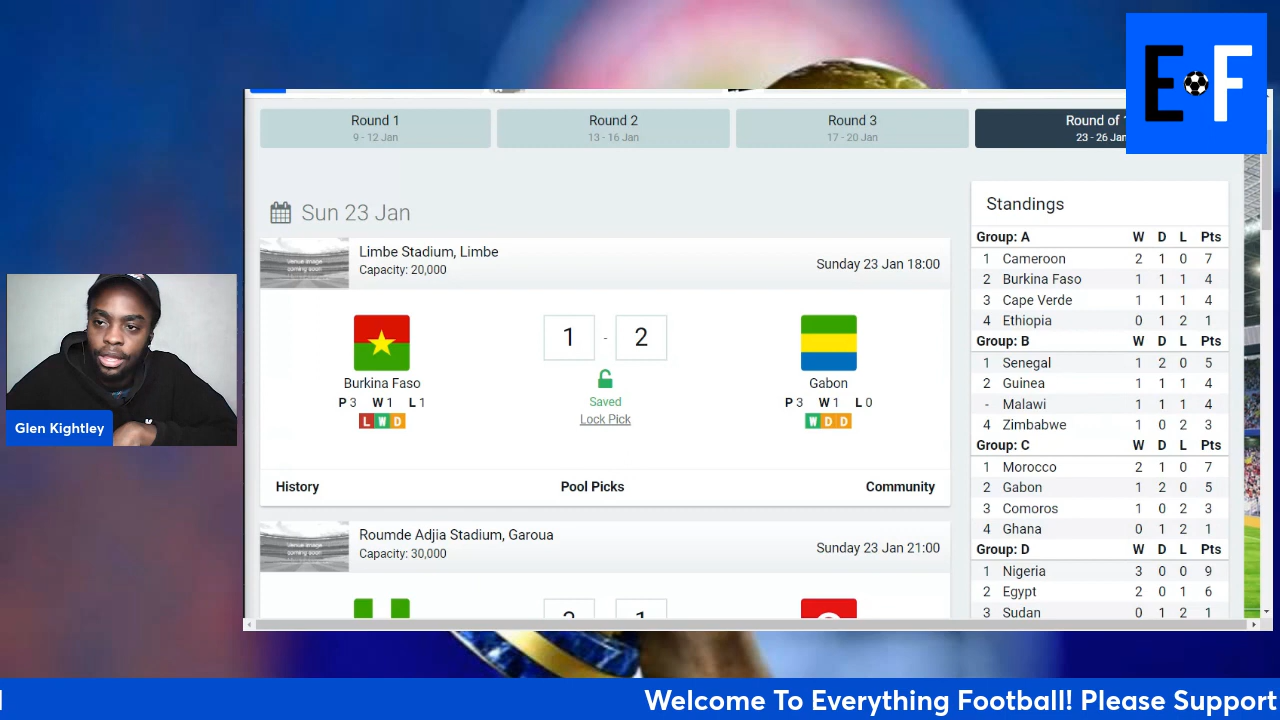 E F
Round 1
9 - 12 Jan
Round 2
13 - 16 Jan
Round 3
17 - 20 Jan
Round of
23 - 26 Jan
Sun 23 Jan
Venue image
coming soon
Limbe Stadium, Limbe
Capacity: 20,000
Sunday 23 Jan 18:00
1 - 2
Burkina Faso
P 3 W 1 L 1
L W D
Saved
Lock Pick
Gabon
P 3 W 1 L 0
W D D
History Pool Picks Community
Venue image
coming soon
Roumde Adjia Stadium, Garoua
Capacity: 30,000
Sunday 23 Jan 21:00
1
Standings
Group: A W D L Pts
1 Cameroon 2 1 0 7
2 Burkina Faso 1 1 1 4
3 Cape Verde 1 1 1 4
4 Ethiopia 0 1 2 1
Group: B W D L Pts
1 Senegal 1 2 0 5
2 Guinea 1 1 1 4
- Malawi 1 1 1 4
4 Zimbabwe 1 0 2 3
Group: C W D L Pts
1 Morocco 2 1 0 7
2 Gabon 1 2 0 5
3 Comoros 1 0 2 3
4 Ghana 0 1 2 1
Group: D W D L Pts
1 Nigeria 3 0 0 9
2 Egypt 2 0 1 6
3 Sudan 0 1 2 1
Glen Kightley
Welcome To Everything Football! Please Support